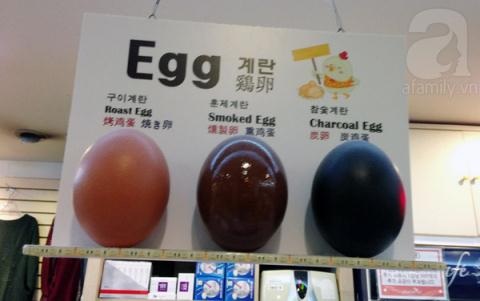 Egg 계란
鷄卵
구이계란
Roast Egg
烤鸡蛋 焼き卵
훈제계란
Smoked Egg
燻製卵 熏鸡蛋
참숯계란
Charcoal Egg
炭卵 炭鸡蛋
a
afamily.vn